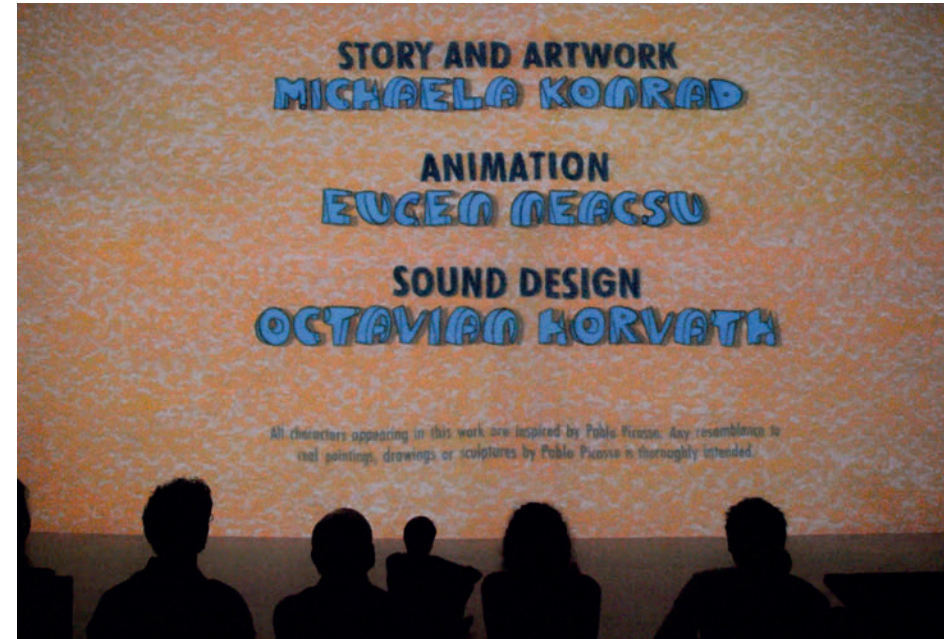 STORY AND ARTWORK
MICHAELA KONRAD
ANIMATION
EUGEN NEACSU
SOUND DESIGN
OCTAVIAN HORVATH
All characters appearing in this work are inspired by Pablo Picasso. Any resemblance to
real paintings, drawings or sculptures by Pablo Picasso is thoroughly intended.